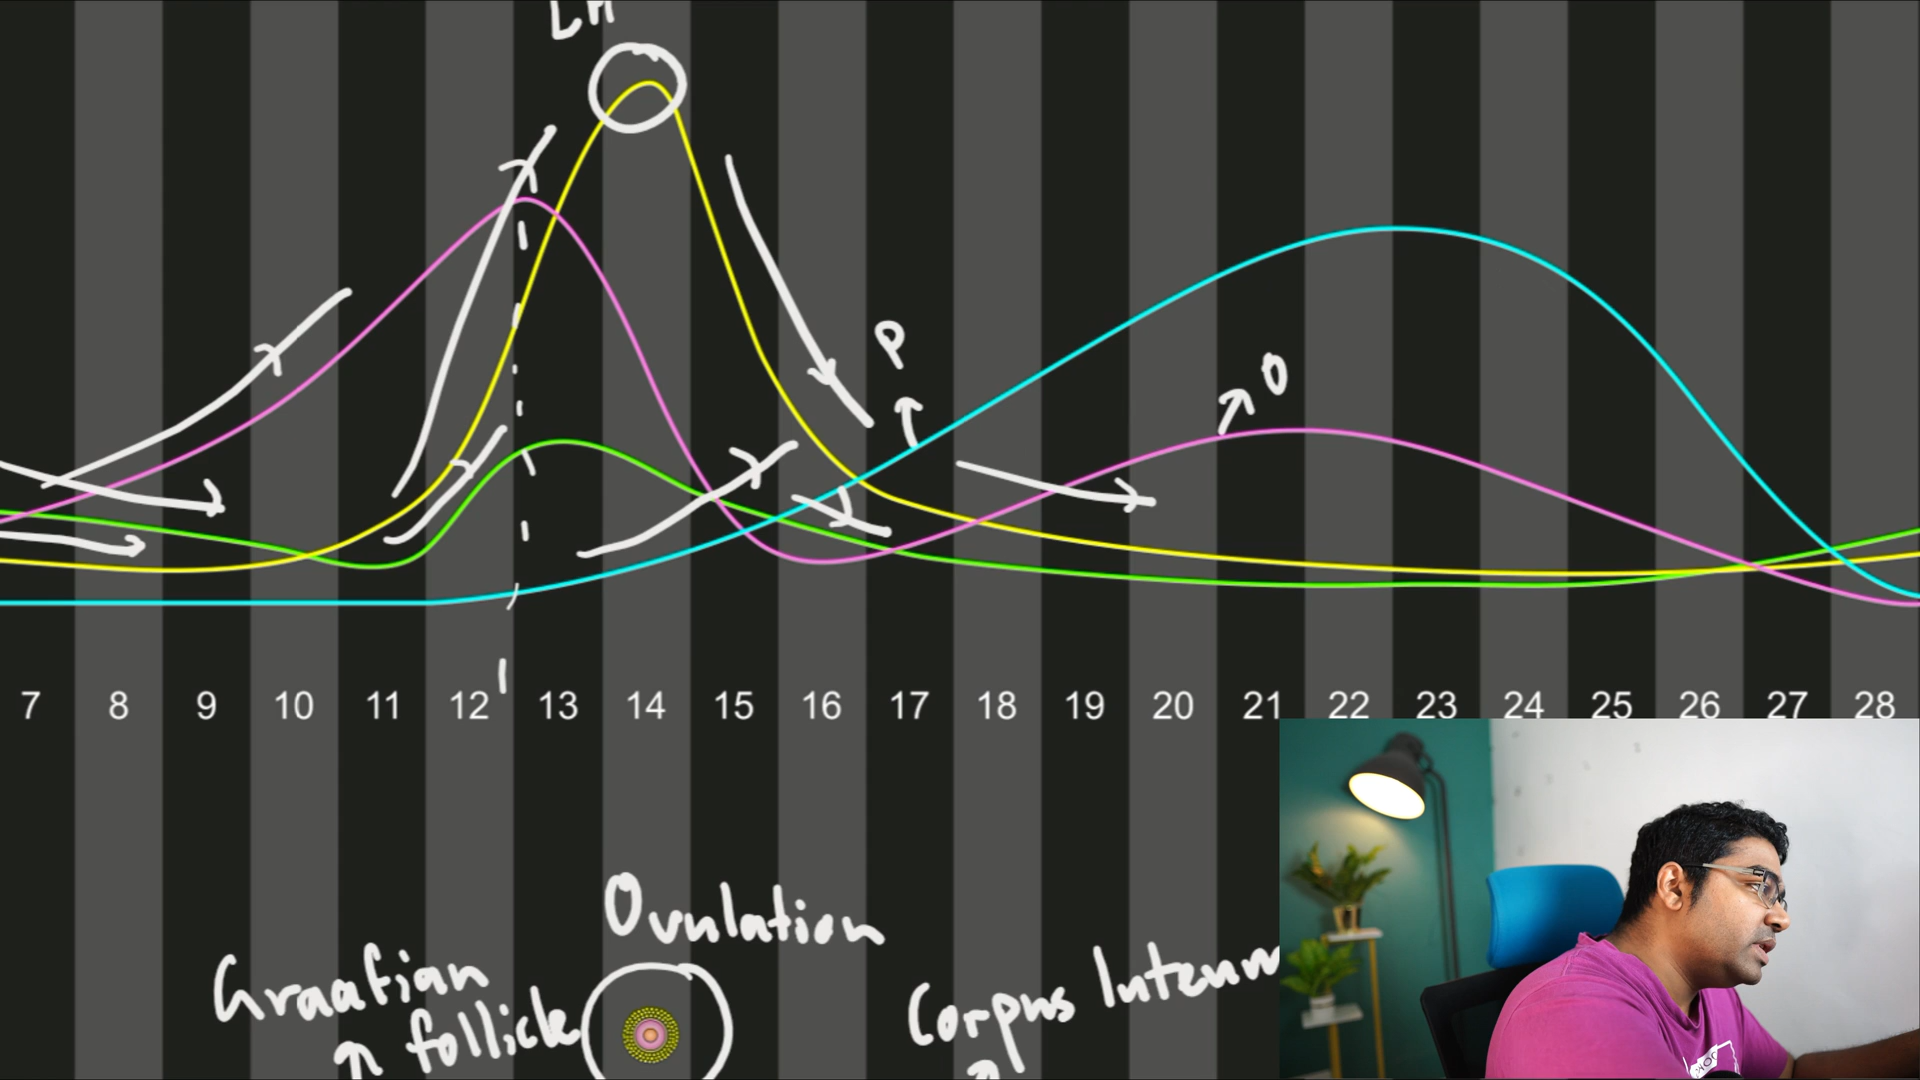 LH
P
O
7 8 9 10 11 12 13 14 15 16 17 18 19 20 21 22 23 24 25 26 27 28
Ovulation
Graafian
follicle
Corpus luteum